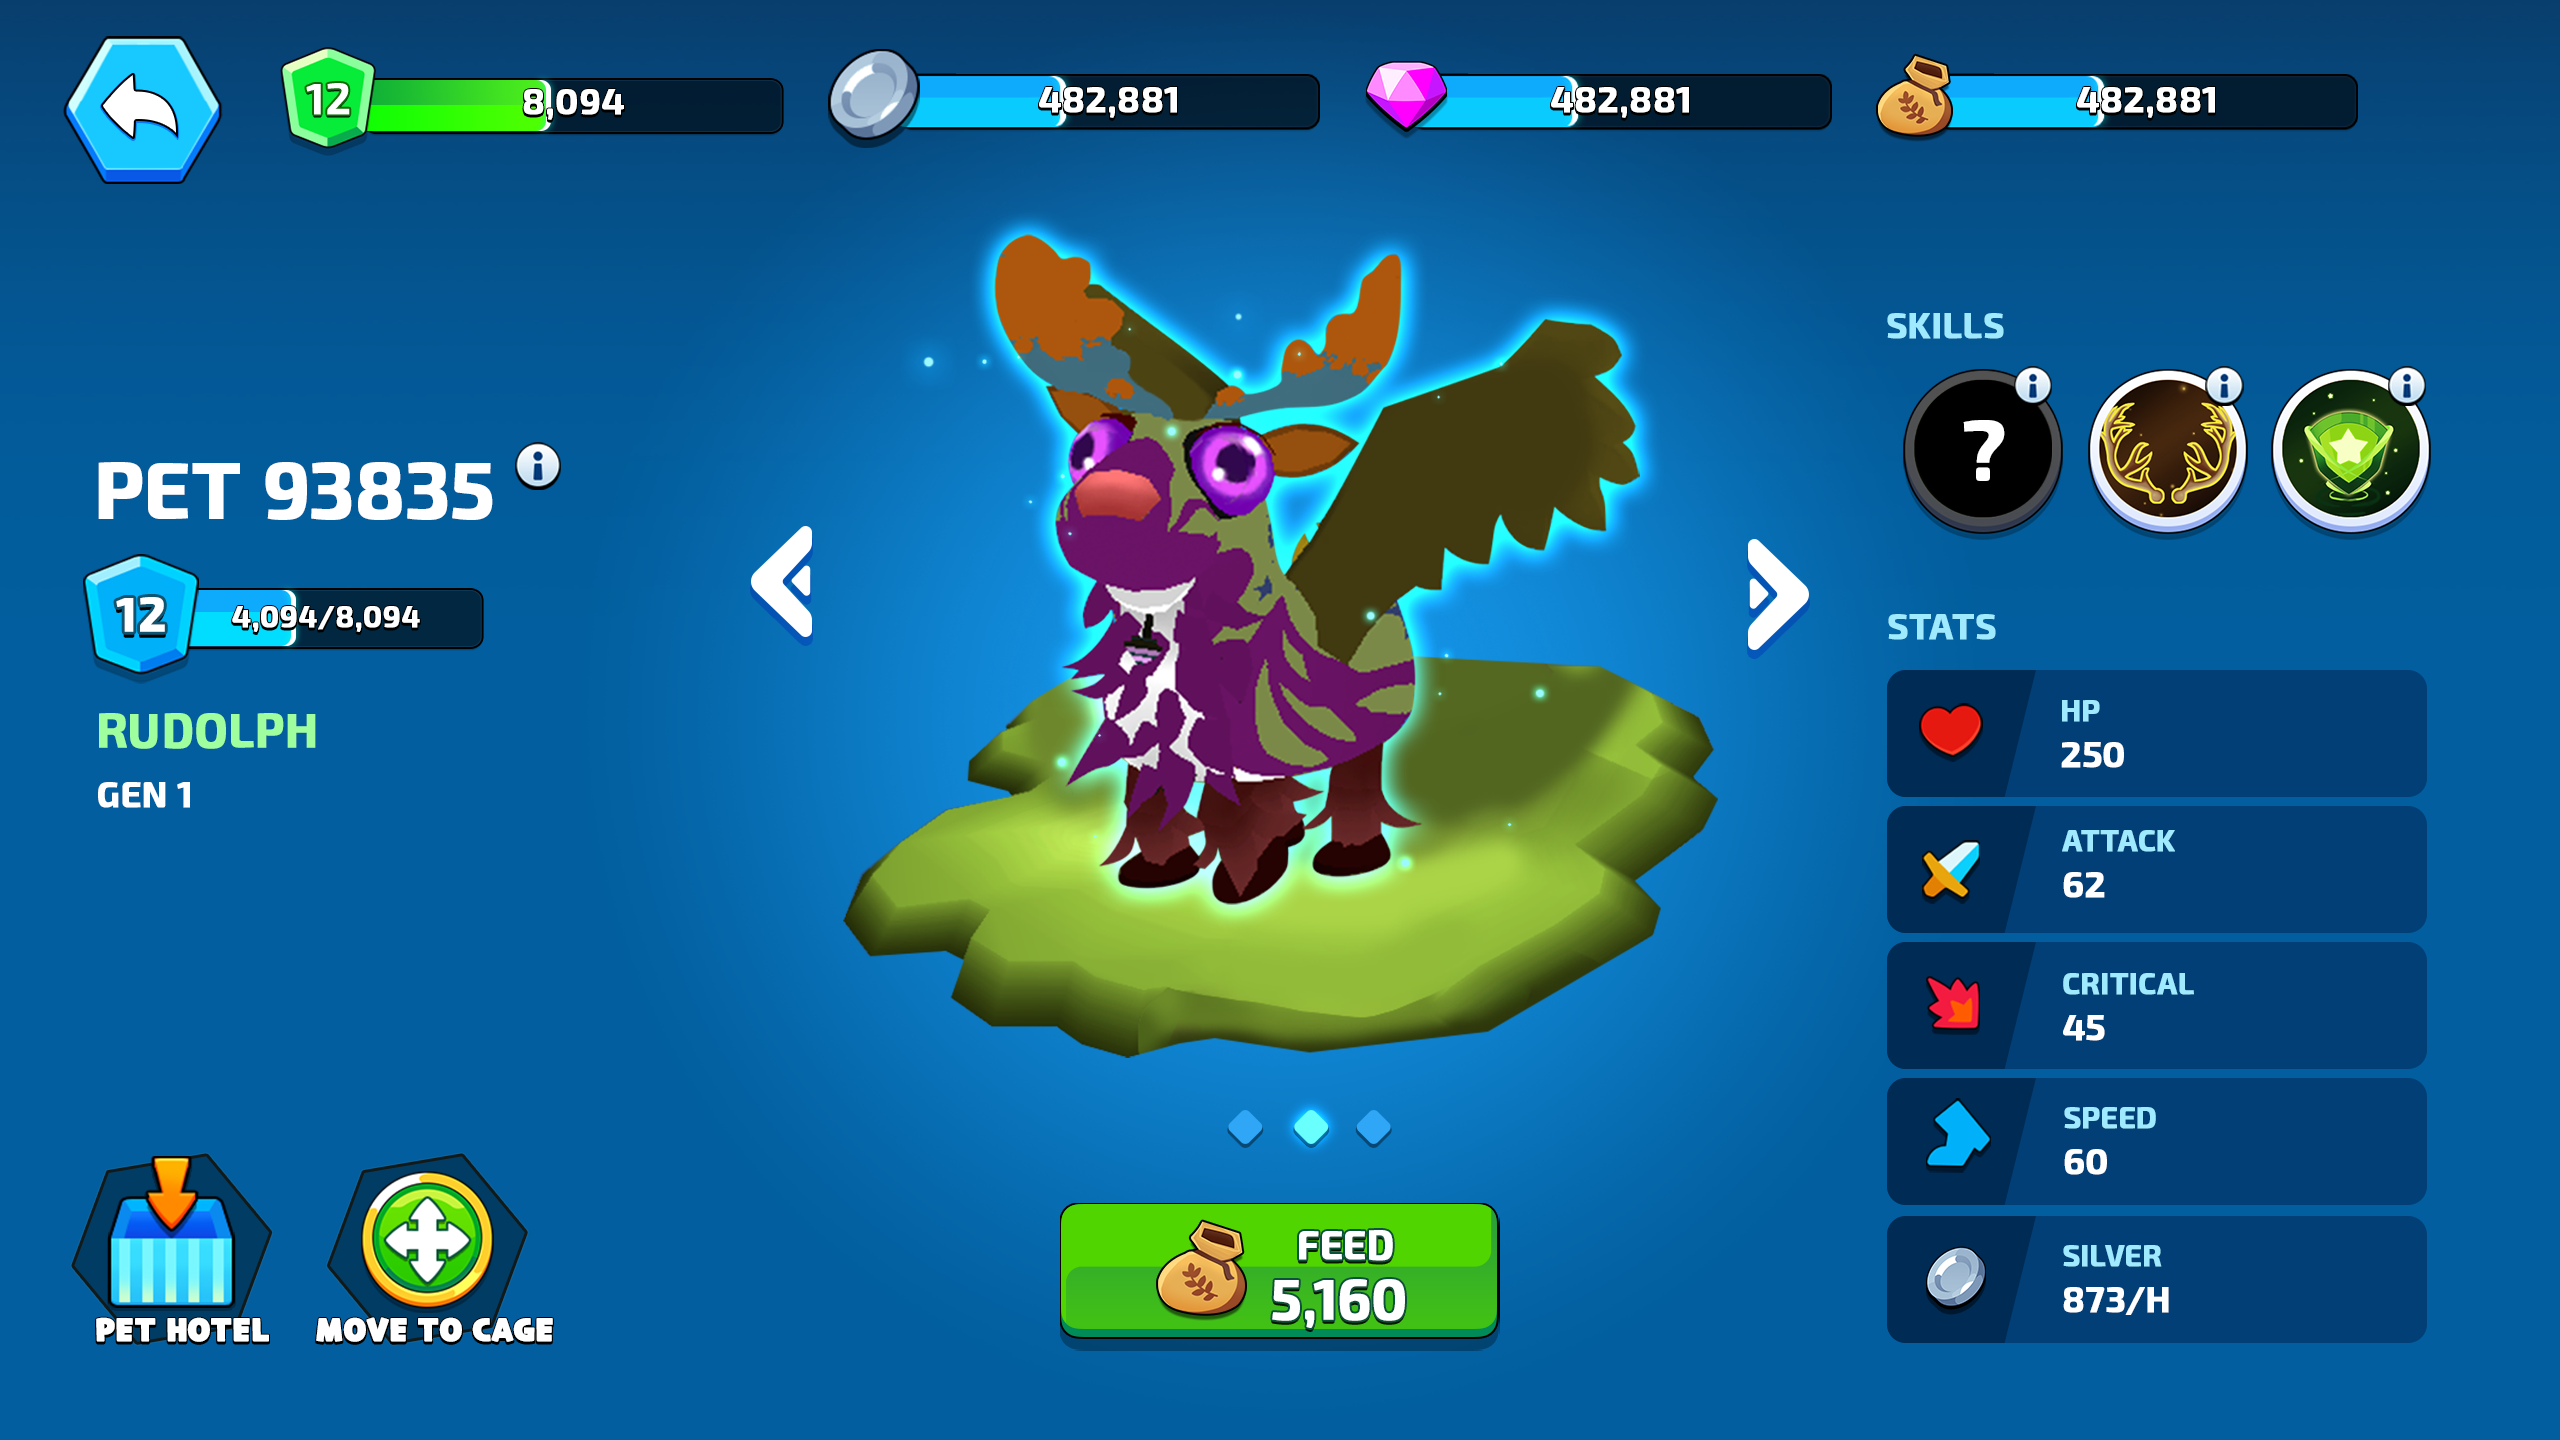 12
8,094
482,881
482,881
482,881
PET 93835
12
4,094/8,094
RUDOLPH
GEN 1
PET HOTEL
MOVE TO CAGE
FEED
5,160
SKILLS
?
STATS
HP
250
ATTACK
62
CRITICAL
45
SPEED
60
SILVER
873/H